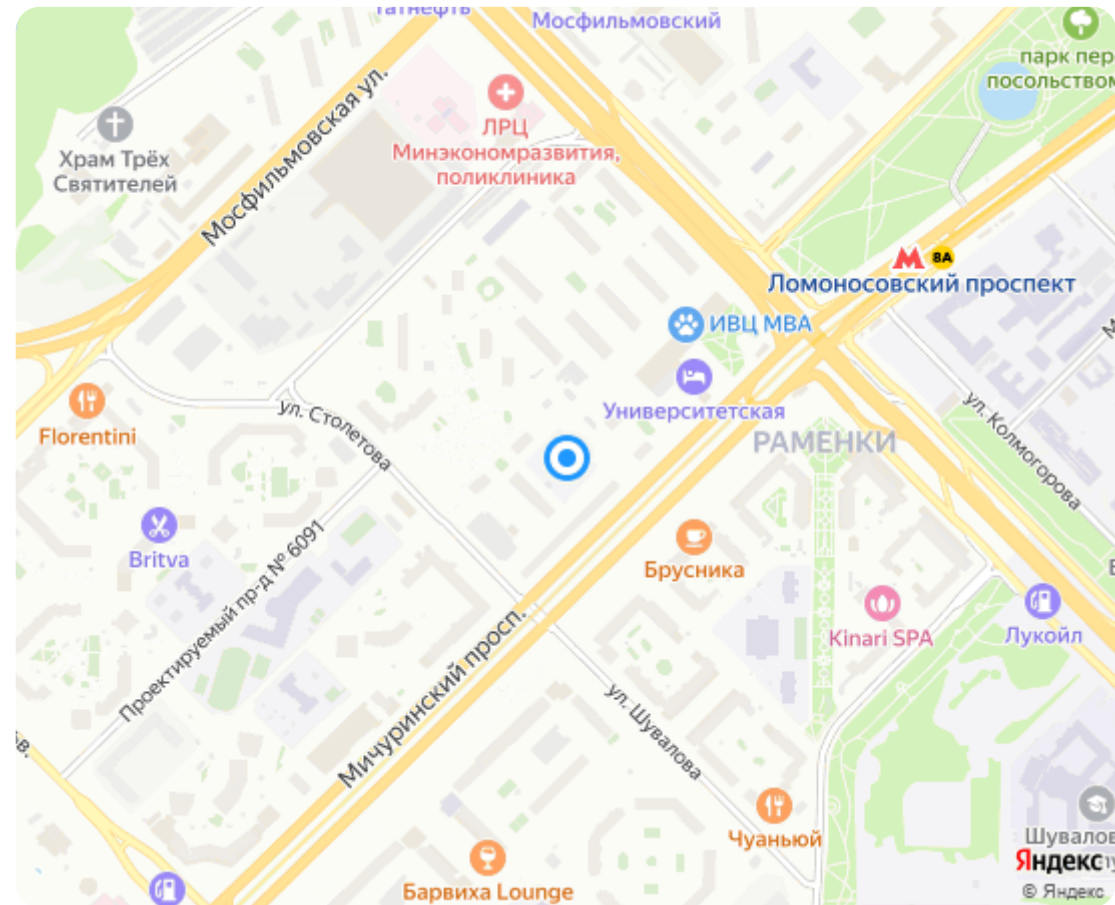 Татнефть
Мосфильмовский
парк пер
посольством
Мосфильмовская ул.
ЛРЦ
Минэкономразвития,
поликлиника
Храм Трёх
Святителей
М 8А
Ломоносовский проспект
ИВЦ МВА
Университетская
РАМЕНКИ
ул. Колмогорова
Florentini
ул. Столетова
Britva
Проектируемый пр-д № 6091
Брусника
Kinari SPA
Лукойл
Мичуринский просп.
ул. Шувалова
Чуаньюй
Барвиха Lounge
Шувалов
Яндекс
© Яндекс